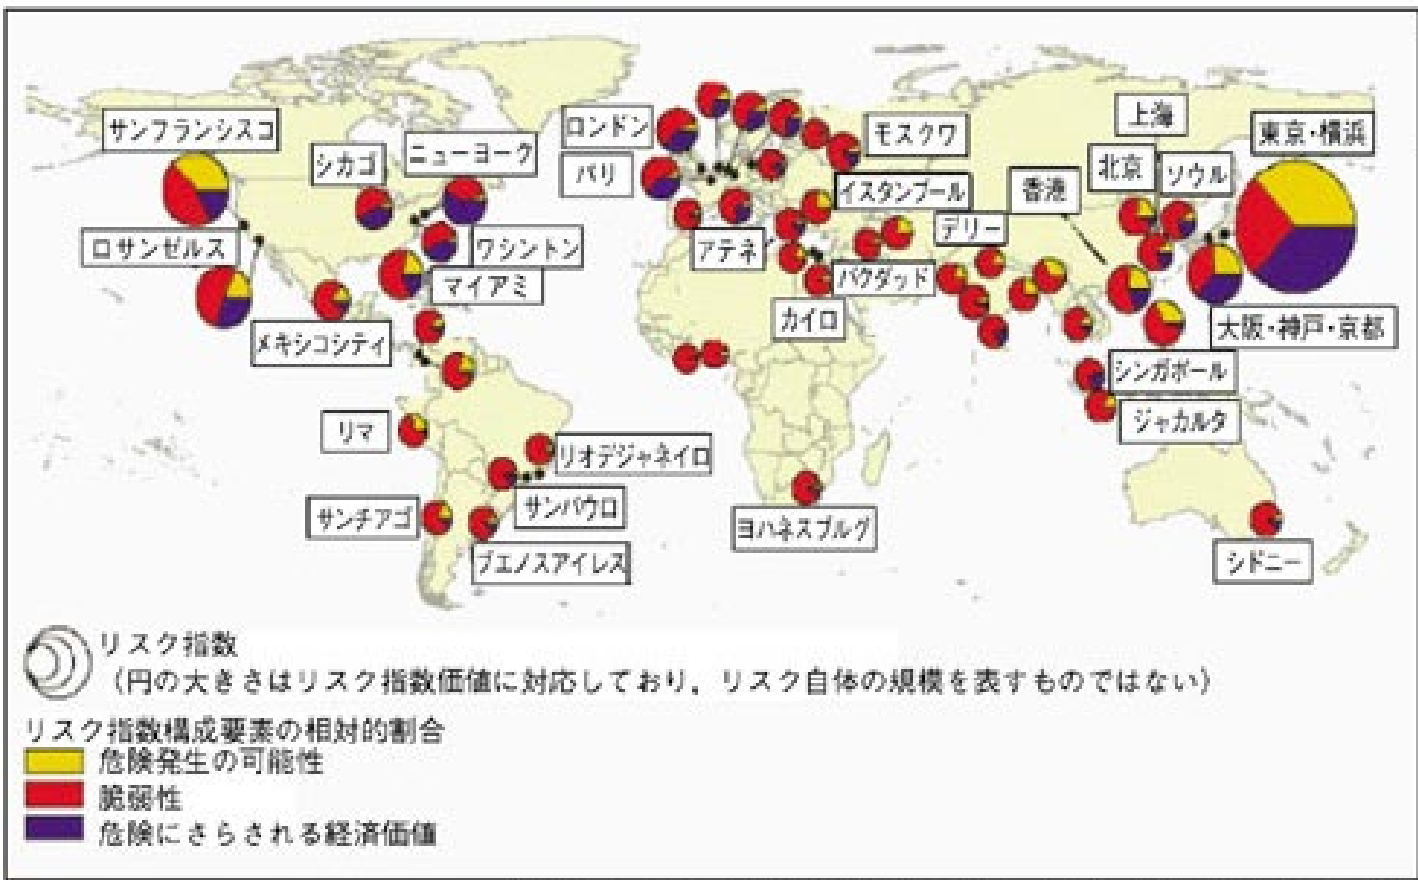 サンフランシスコ
シカゴ
ニューヨーク
ロンドン
パリ
モスクワ
上海
東京・横浜
北京
ソウル
香港
イスタンブール
デリー
ロサンゼルス
ワシントン
アテネ
マイアミ
バクダッド
カイロ
メキシコシティ
大阪・神戸・京都
シンガポール
ジャカルタ
リマ
リオデジャネイロ
サンパウロ
サンチアゴ
ヨハネスブルグ
ブエノスアイレス
シドニー
リスク指数
（円の大きさはリスク指数価値に対応しており、リスク自体の規模を表すものではない）
リスク指数構成要素の相対的割合
危険発生の可能性
脆弱性
危険にさらされる経済価値